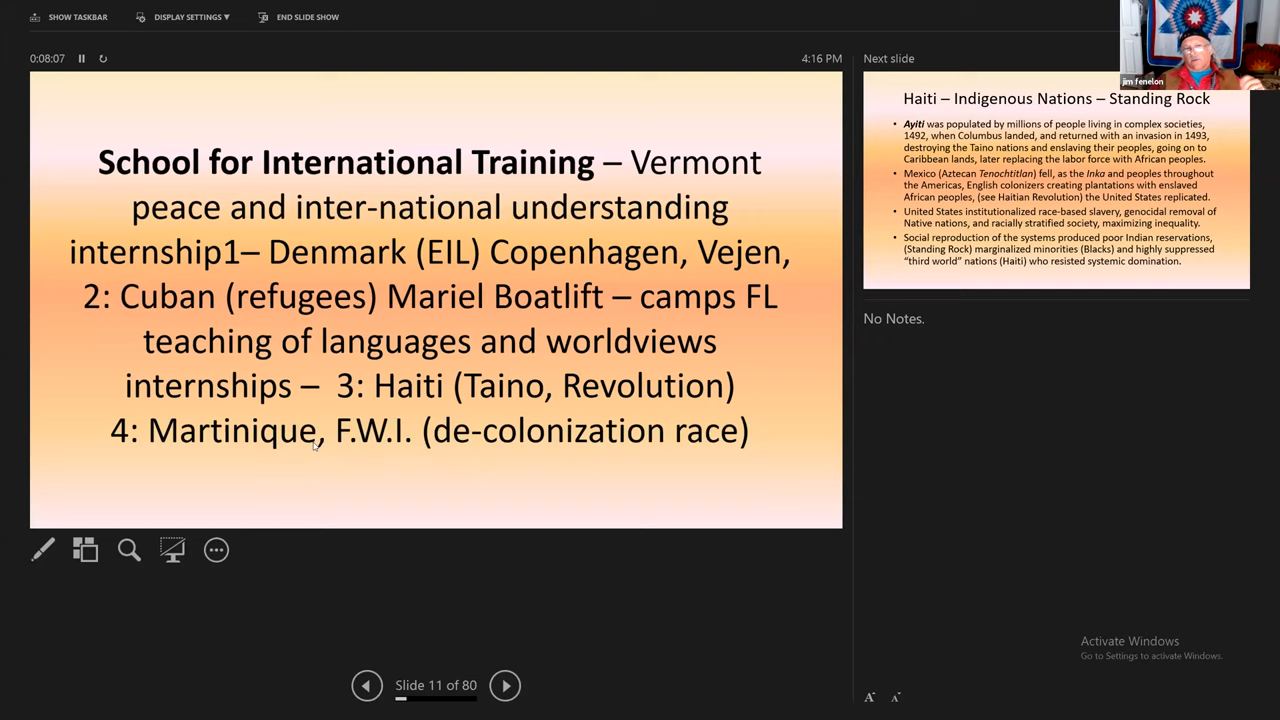 SHOW TASKBAR
DISPLAY SETTINGS ▼
END SLIDE SHOW
0:08:07
4:16 PM
School for International Training – Vermont
peace and inter-national understanding
internship1– Denmark (EIL) Copenhagen, Vejen,
2: Cuban (refugees) Mariel Boatlift – camps FL
teaching of languages and worldviews
internships –  3: Haiti (Taino, Revolution)
4: Martinique, F.W.I. (de-colonization race)
Slide 11 of 80
Next slide
jim fenelon
Haiti – Indigenous Nations – Standing Rock
• Ayiti was populated by millions of people living in complex societies,
1492, when Columbus landed, and returned with an invasion in 1493,
destroying the Taino nations and enslaving their peoples, going on to
Caribbean lands, later replacing the labor force with African peoples.
• Mexico (Aztecan Tenochtitlan) fell, as the Inka and peoples throughout
the Americas, English colonizers creating plantations with enslaved
African peoples, (see Haitian Revolution) the United States replicated.
• United States institutionalized race-based slavery, genocidal removal of
Native nations, and racially stratified society, maximizing inequality.
• Social reproduction of the systems produced poor Indian reservations,
(Standing Rock) marginalized minorities (Blacks) and highly suppressed
“third world” nations (Haiti) who resisted systemic domination.
No Notes.
Activate Windows
Go to Settings to activate Windows.
A A